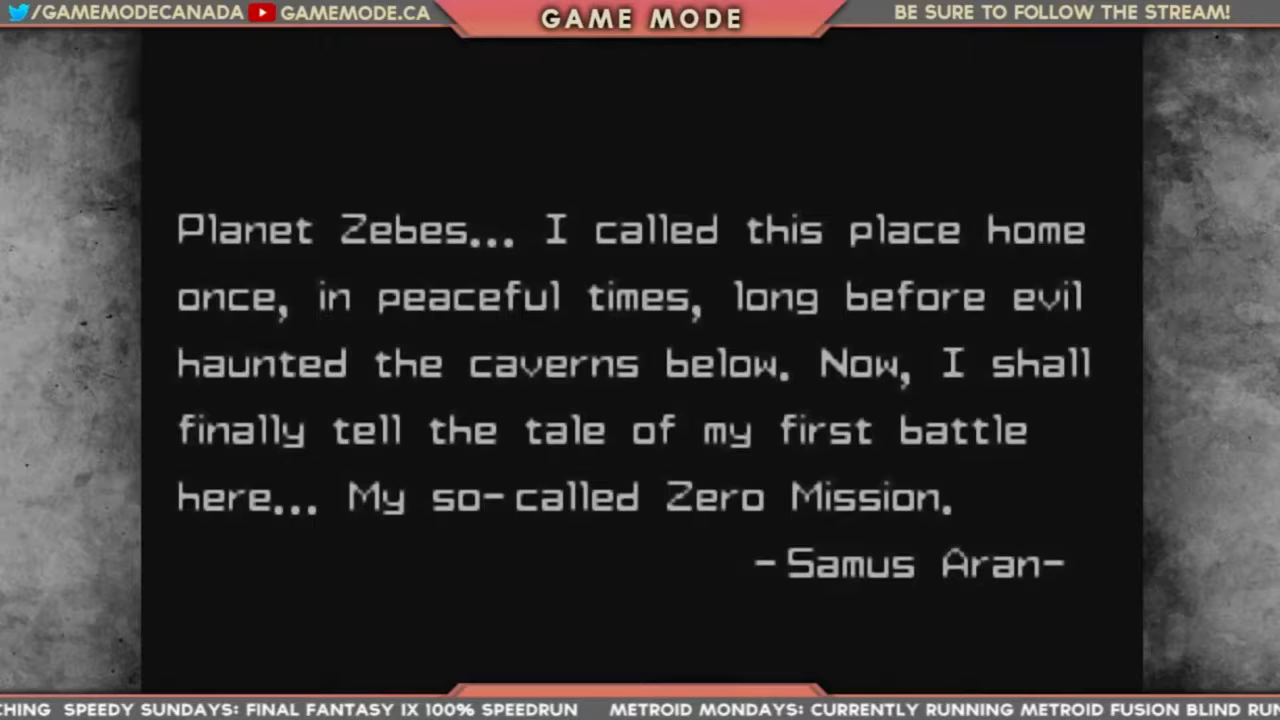 /GAMEMODECANADA GAMEMODE.CA
GAME MODE
BE SURE TO FOLLOW THE STREAM!
Planet Zebes... I called this place home
once, in peaceful times, long before evil
haunted the caverns below. Now, I shall
finally tell the tale of my first battle
here... My so-called Zero Mission.
-Samus Aran-
CHING SPEEDY SUNDAYS: FINAL FANTASY IX 100% SPEEDRUN METROID MONDAYS: CURRENTLY RUNNING METROID FUSION BLIND RUN